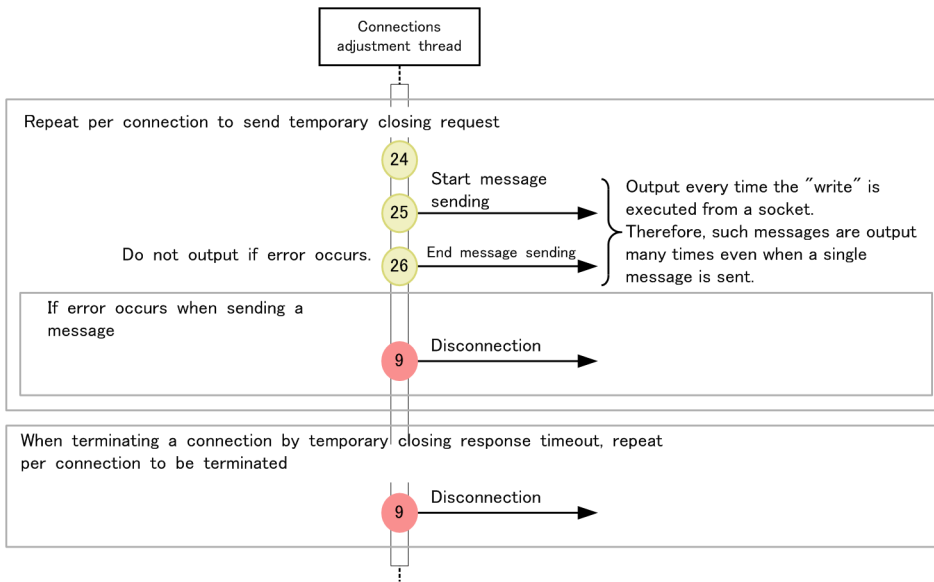 Connections
adjustment thread
Repeat per connection to send temporary closing request
24
Start message
sending
25
Output every time the "write" is
executed from a socket.
Therefore, such messages are output
many times even when a single
message is sent.
Do not output if error occurs.
26
End message sending
If error occurs when sending a
message
9
Disconnection
When terminating a connection by temporary closing response timeout, repeat
per connection to be terminated
9
Disconnection